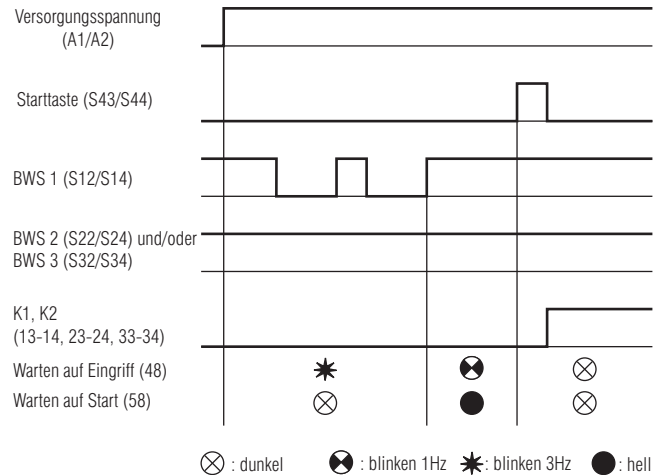 Versorgungsspannung
(A1/A2)
Starttaste (S43/S44)
BWS 1 (S12/S14)
BWS 2 (S22/S24) und/oder
BWS 3 (S32/S34)
K1, K2
(13-14, 23-24, 33-34)
Warten auf Eingriff (48)
Warten auf Start (58)
: dunkel : blinken 1Hz : blinken 3Hz : hell